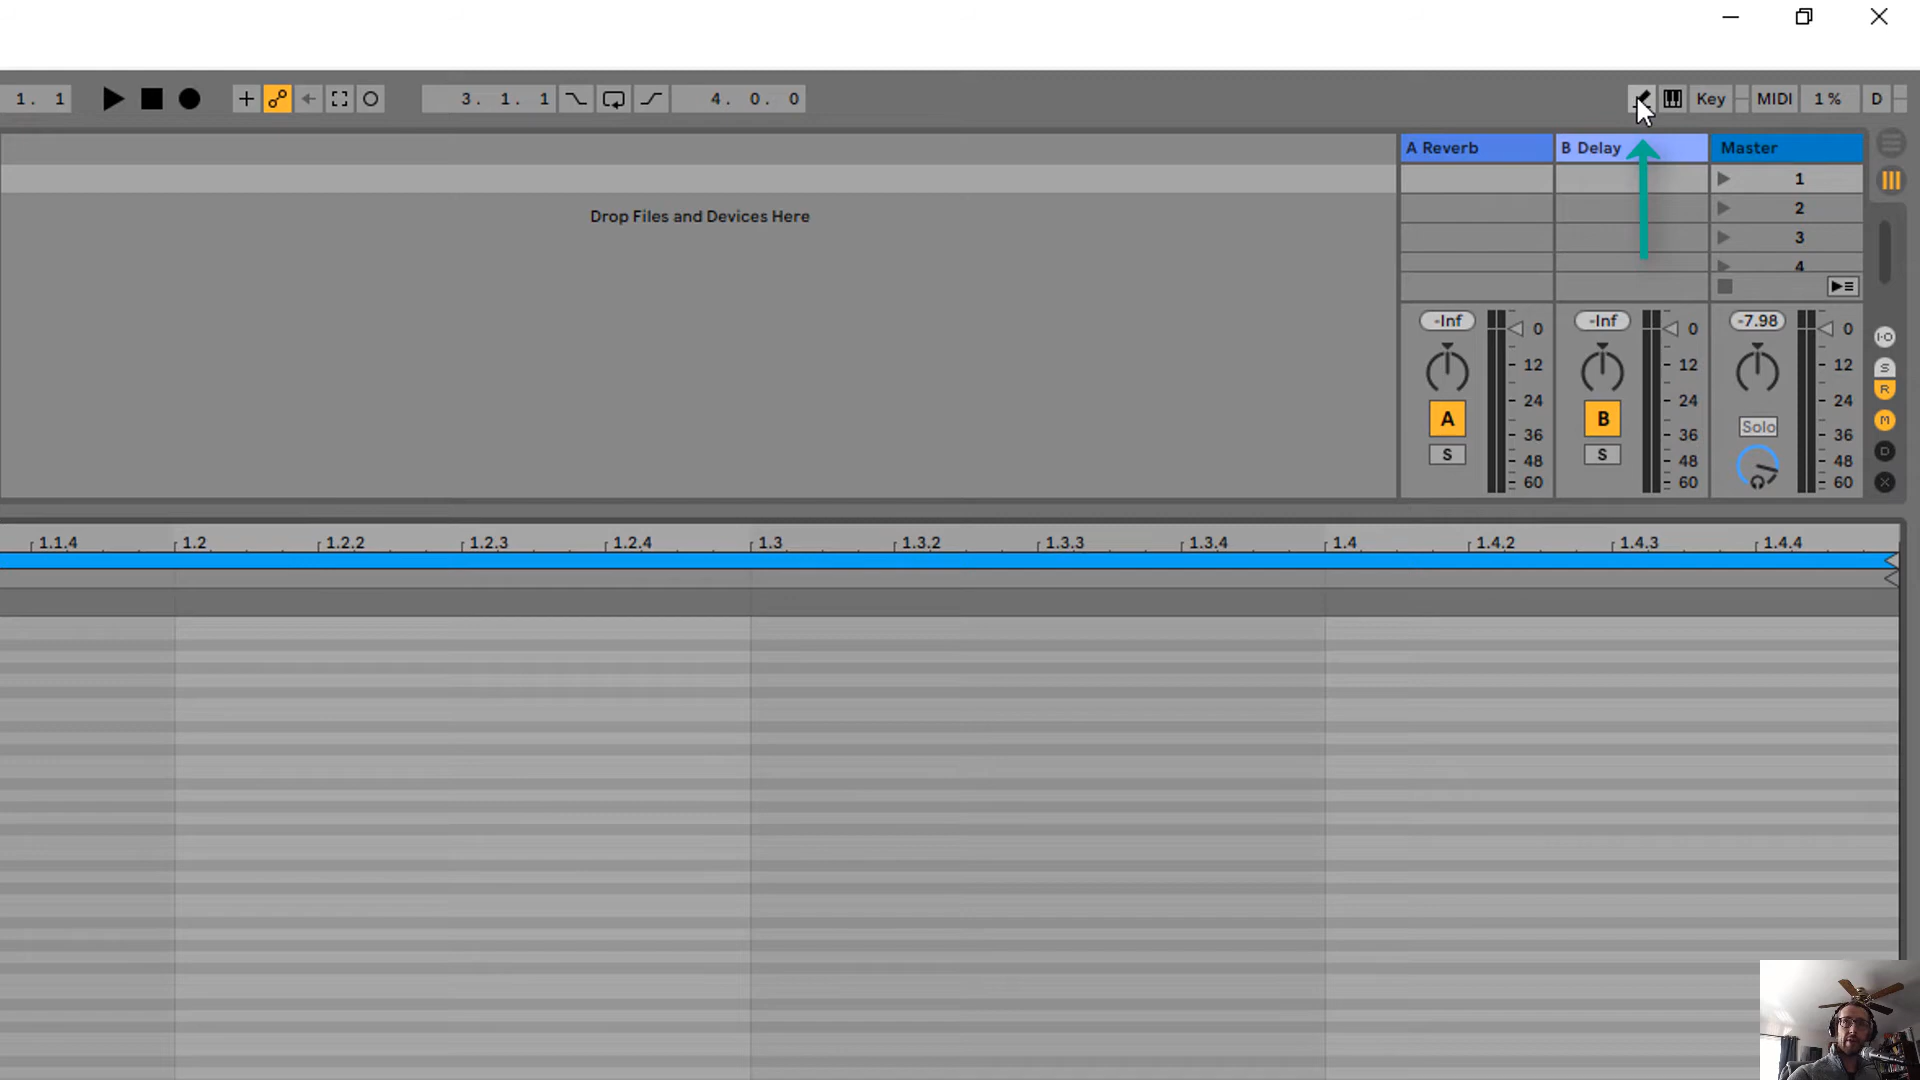 1. 1
3. 1. 1
4. 0. 0
Key
MIDI
1 %
D
A Reverb
B Delay
Master
1
2
3
4
Drop Files and Devices Here
-Inf
-Inf
-7.98
0
12
24
36
48
60
0
12
24
36
48
60
0
12
24
36
48
60
A
S
B
S
Solo
I·O
S
R
M
D
X
1.1.4
1.2
1.2.2
1.2.3
1.2.4
1.3
1.3.2
1.3.3
1.3.4
1.4
1.4.2
1.4.3
1.4.4